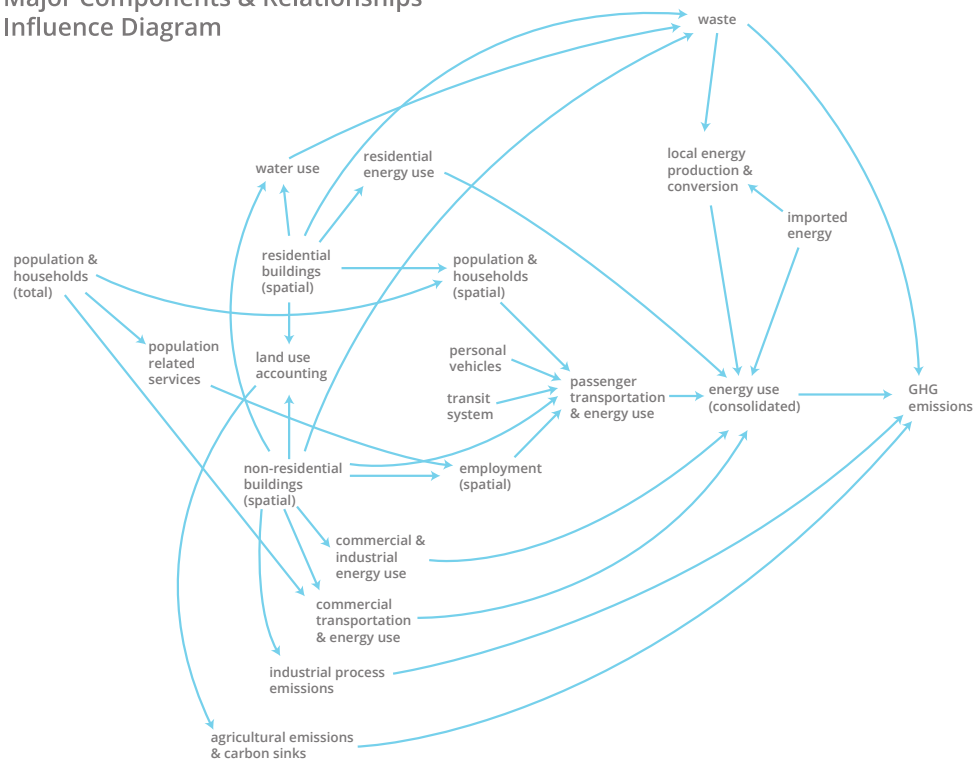 Major Components & Relationships
Influence Diagram
waste
local energy
production &
conversion
imported
energy
water use
residential
energy use
residential
buildings
(spatial)
population &
households
(total)
population &
households
(spatial)
population
related
services
land use
accounting
personal
vehicles
transit
system
passenger
transportation
& energy use
energy use
(consolidated)
GHG
emissions
non-residential
buildings
(spatial)
employment
(spatial)
commercial &
industrial
energy use
commercial
transportation
& energy use
industrial process
emissions
agricultural emissions
& carbon sinks